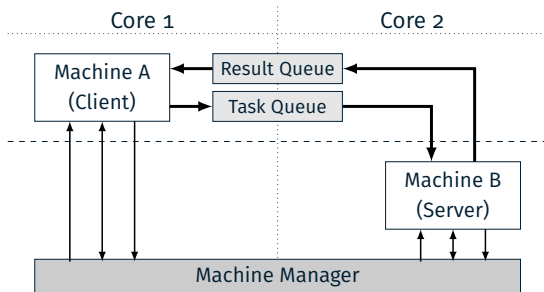 Core 1
Core 2
Machine A
(Client)
Result Queue
Task Queue
Machine B
(Server)
Machine Manager